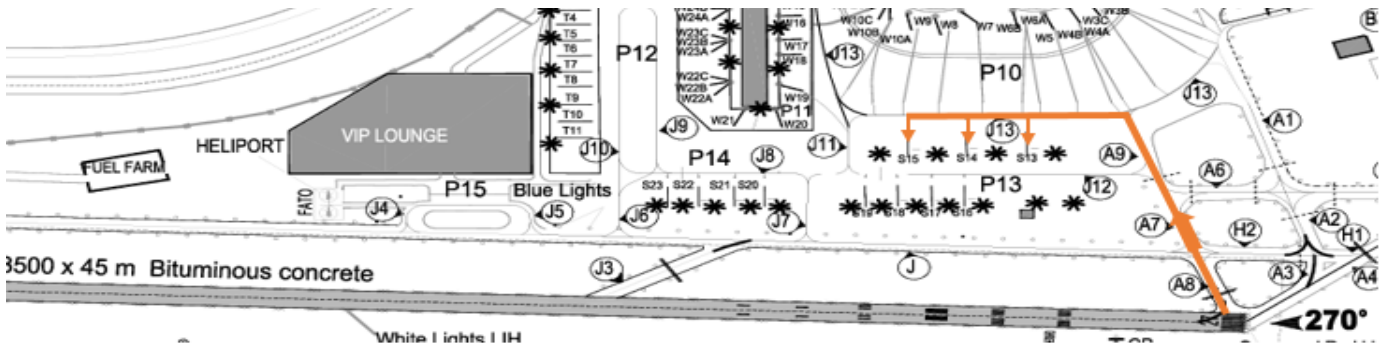 T4
T5
T6
T7
T8
T9
T10
T11
P12
W24A
W23C
W23B
W23A
W22C
W22B
W22A
W21
W16
W17
W18
W19
P11
W20
J13
W10C
W10B
W10A
W9
W8
W7
W6A
W6B
W5
W3B
W3C
W4B
W4A
P10
J13
A1
HELIPORT
VIP LOUNGE
FUEL FARM
FATO
P15
Blue Lights
J10
J9
P14
J8
J11
J13
S15
S14
S13
A9
A6
J4
J5
J6
S23
S22
S21
S20
J7
S19
S18
S17
S16
P13
J12
A7
H2
A2
H1
3500 x 45 m Bituminous concrete
J3
J
A8
A3
A4
270°
White Lights LIH